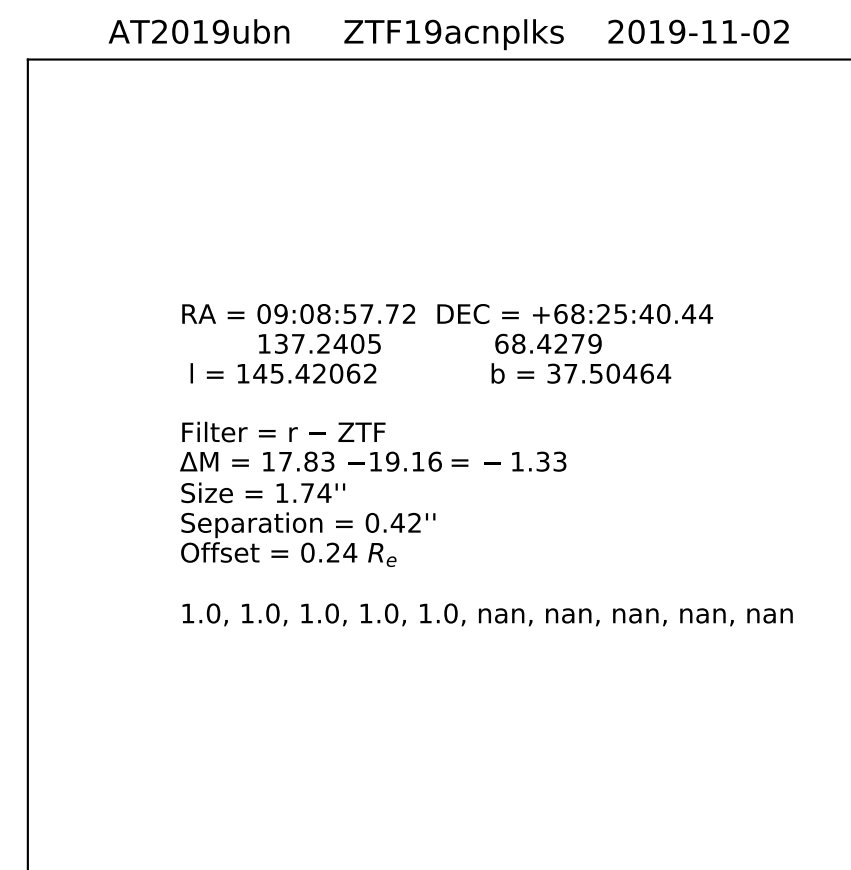 AT2019ubn ZTF19acnplks 2019-11-02
RA = 09:08:57.72 DEC = +68:25:40.44
137.2405 68.4279
l = 145.42062 b = 37.50464
Filter = r − ZTF
ΔM = 17.83 −19.16 = − 1.33
Size = 1.74''
Separation = 0.42''
Offset = 0.24 Re
1.0, 1.0, 1.0, 1.0, 1.0, nan, nan, nan, nan, nan